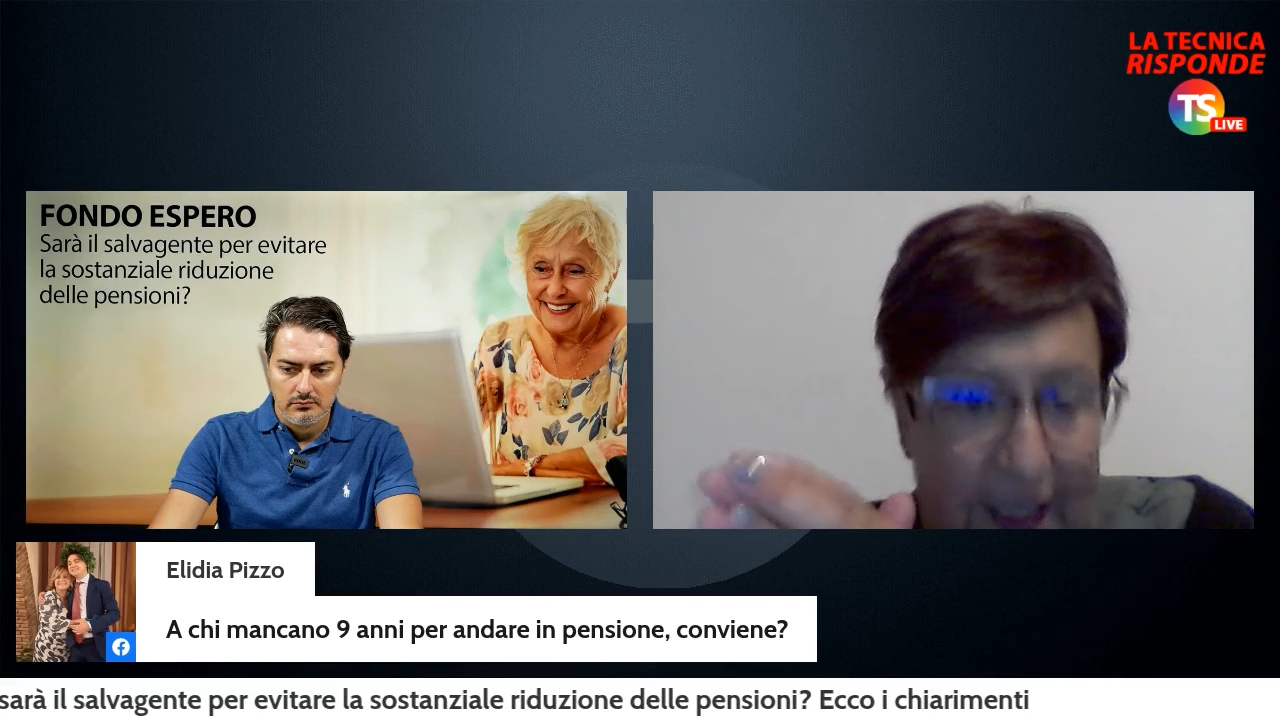 LA TECNICA
RISPONDE
TS
LIVE
FONDO ESPERO
Sarà il salvagente per evitare
la sostanziale riduzione
delle pensioni?
Elidia Pizzo
A chi mancano 9 anni per andare in pensione, conviene?
sarà il salvagente per evitare la sostanziale riduzione delle pensioni? Ecco i chiarimenti